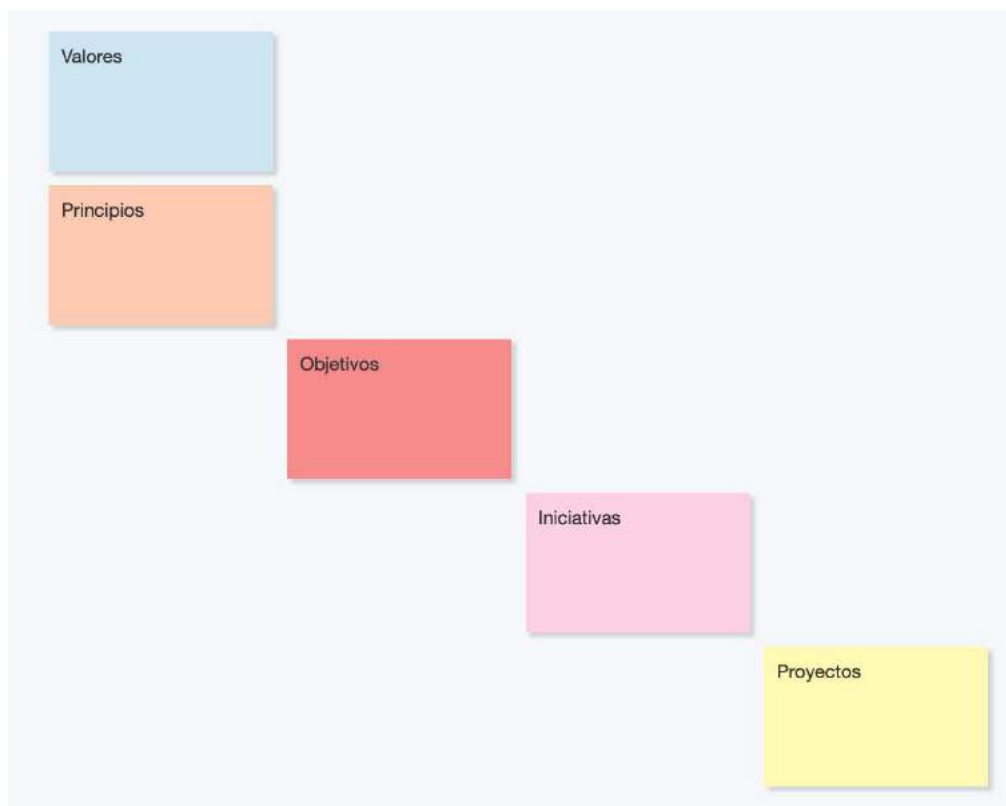 Valores
Principios
Objetivos
Iniciativas
Proyectos